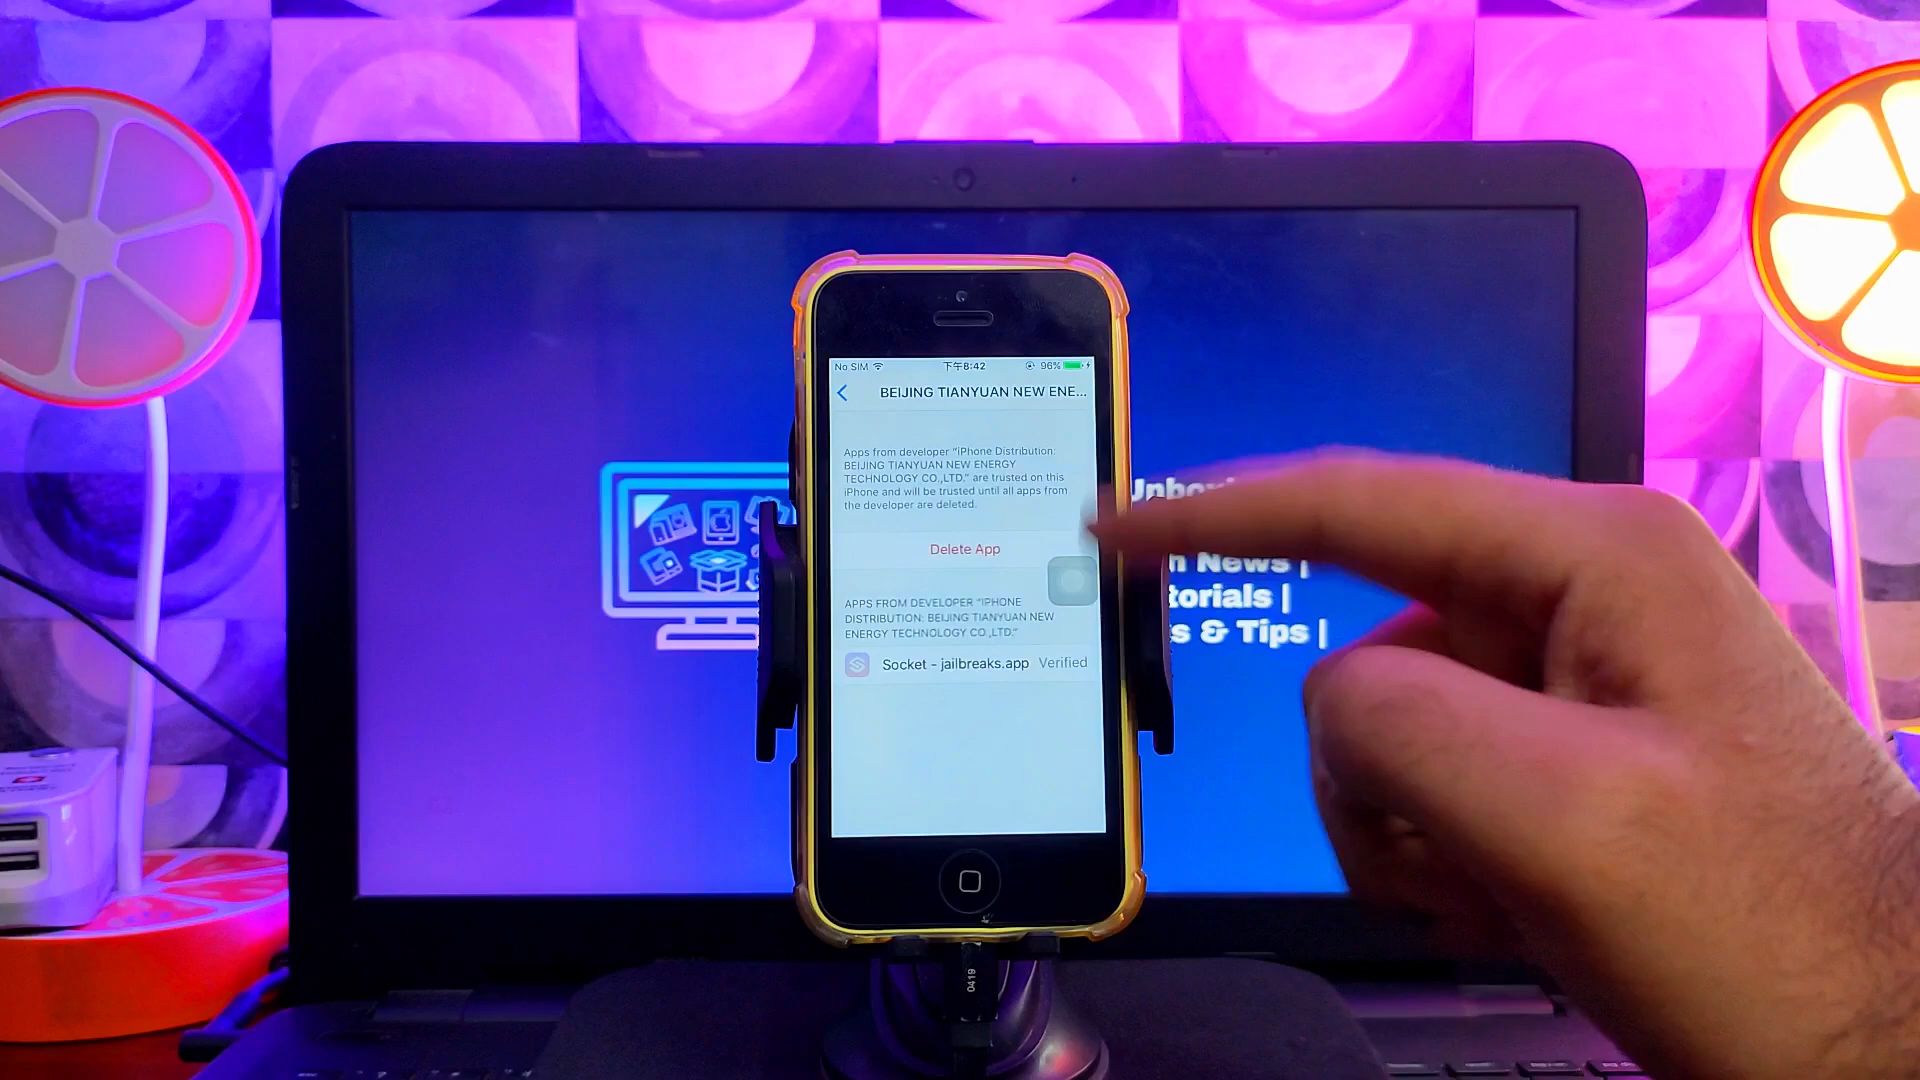 No SIM
下午8:42
96%
BEIJING TIANYUAN NEW ENE...
Apps from developer “iPhone Distribution:
BEIJING TIANYUAN NEW ENERGY
TECHNOLOGY CO.,LTD.” are trusted on this
iPhone and will be trusted until all apps from
the developer are deleted.
Delete App
APPS FROM DEVELOPER “IPHONE
DISTRIBUTION: BEIJING TIANYUAN NEW
ENERGY TECHNOLOGY CO.,LTD.”
Socket - jailbreaks.app Verified
News |
torials |
& Tips |
0419